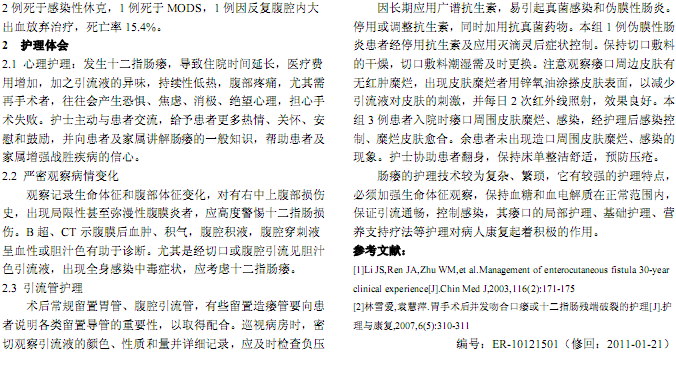 2 例死于感染性休克，1 例死于 MODS，1 例因反复腹腔内大
出血放弃治疗，死亡率 15.4%。
2 护理体会
2.1 心理护理：发生十二指肠瘘，导致住院时间延长，医疗费
用增加，加之引流液的异味，持续性低热，腹部疼痛，尤其需
再手术者，往往会产生恐惧、焦虑、消极、绝望心理，担心手
术失败。护士主动与患者交流，给予患者更多热情、关怀、安
慰和鼓励，并向患者及家属讲解肠瘘的一般知识，帮助患者及
家属增强战胜疾病的信心。
2.2 严密观察病情变化
观察记录生命体征和腹部体征变化，对有右中上腹部损伤
史，出现局限性甚至弥漫性腹膜炎者，应高度警惕十二指肠损
伤。B 超、CT 示腹膜后血肿、积气，腹腔积液，腹腔穿刺液
呈血性或胆汁色有助于诊断。尤其是经切口或腹腔引流见胆汁
色引流液，出现全身感染中毒症状，应考虑十二指肠瘘。
2.3 引流管护理
术后常规留置胃管、腹腔引流管，有些留置造瘘管要向患
者说明各类留置导管的重要性，以取得配合。巡视病房时，密
切观察引流液的颜色、性质和量并详细记录，应及时检查负压
因长期应用广谱抗生素，易引起真菌感染和伪膜性肠炎。
停用或调整抗生素，同时加用抗真菌药物。本组 1 例伪膜性肠
炎患者经停用抗生素及应用灭滴灵后症状控制。保持切口敷料
的干燥，切口敷料潮湿需及时更换。注意观察瘘口周边皮肤有
无红肿糜烂，出现皮肤糜烂者用锌氧油涂搽皮肤表面，以减少
引流液对皮肤的刺激，并每日 2 次红外线照射，效果良好。本
组 3 例患者入院时瘘口周围皮肤糜烂、感染，经护理后感染控
制、糜烂皮肤愈合。余患者未出现造口周围皮肤糜烂、感染的
现象。护士协助患者翻身，保持床单整洁舒适，预防压疮。
肠瘘的护理技术较为复杂、繁琐，它有较强的护理特点，
必须加强生命体征观察，保持血糖和血电解质在正常范围内，
保证引流通畅，控制感染，其瘘口的局部护理、基础护理、营
养支持疗法等护理对病人康复起着积极的作用。
参考文献：
[1]Li JS,Ren JA,Zhu WM,et al.Management of enterocutaneous fistula 30-year
clinical experience[J].Chin Med J,2003,116(2):171-175
[2]林雪爱,袁慧萍.胃手术后并发吻合口瘘或十二指肠残端破裂的护理[J].护
理与康复,2007,6(5):310-311
编号：ER-10121501（修回：2011-01-21）